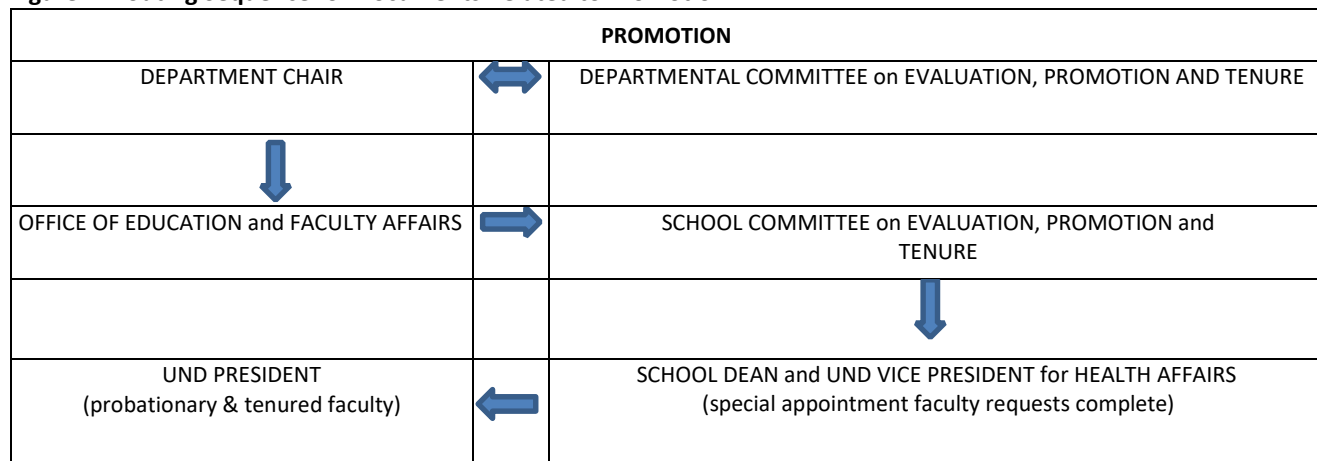 PROMOTION
DEPARTMENT CHAIR
DEPARTMENTAL COMMITTEE on EVALUATION, PROMOTION AND TENURE
OFFICE OF EDUCATION and FACULTY AFFAIRS
SCHOOL COMMITTEE on EVALUATION, PROMOTION and
TENURE
UND PRESIDENT
(probationary & tenured faculty)
SCHOOL DEAN and UND VICE PRESIDENT for HEALTH AFFAIRS
(special appointment faculty requests complete)